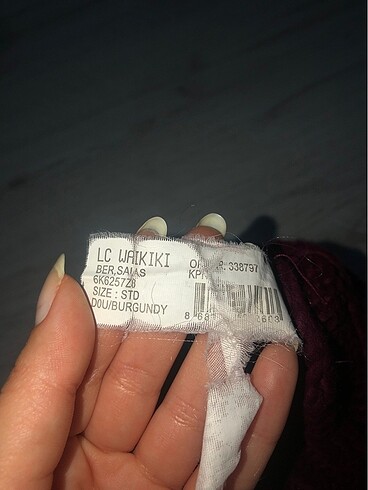 LC WAIKIKI
BER,SALAS
6K6257Z8
SIZE : STD
DOU/BURGUNDY
338797